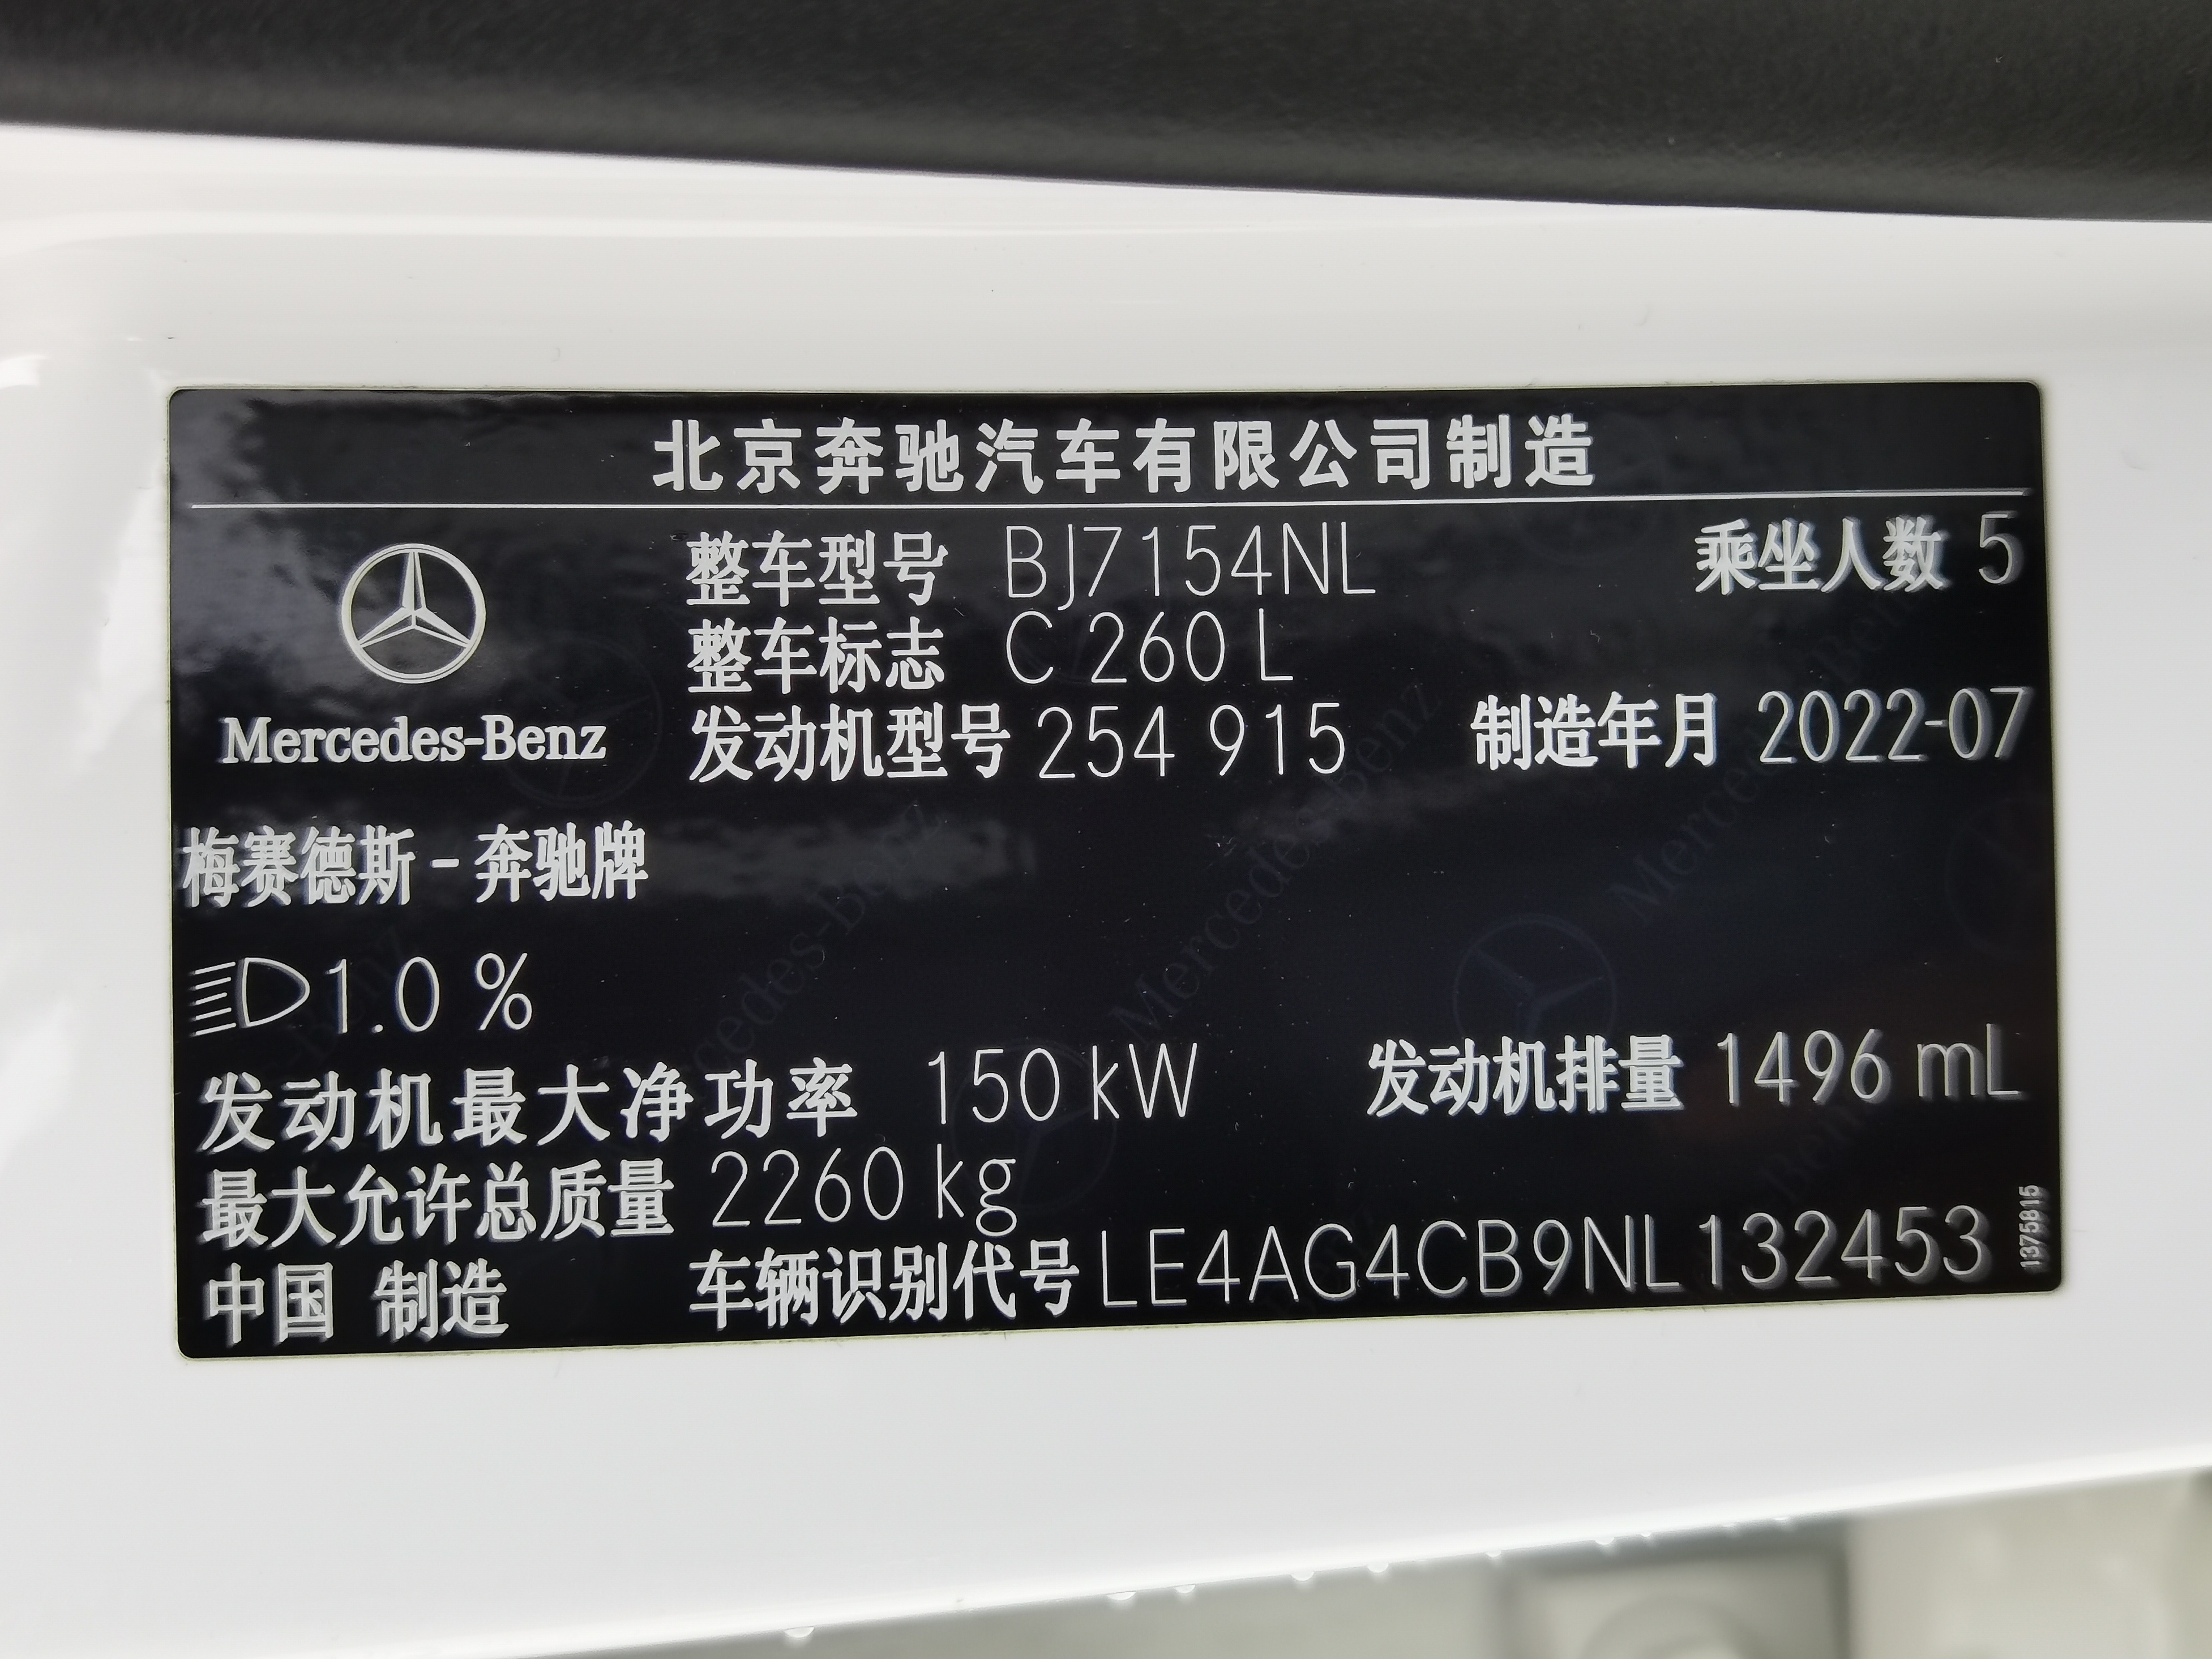 北京奔驰汽车有限公司制造
整车型号 BJ7154NL 乘坐人数 5
整车标志 C 260 L
Mercedes-Benz 发动机型号 254 915 制造年月 2022-07
梅赛德斯-奔驰牌
1.0 %
发动机最大净功率 150 kW 发动机排量 1496 mL
最大允许总质量 2260 kg
中国 制造 车辆识别代号 LE4AG4CB9NL132453
1375815